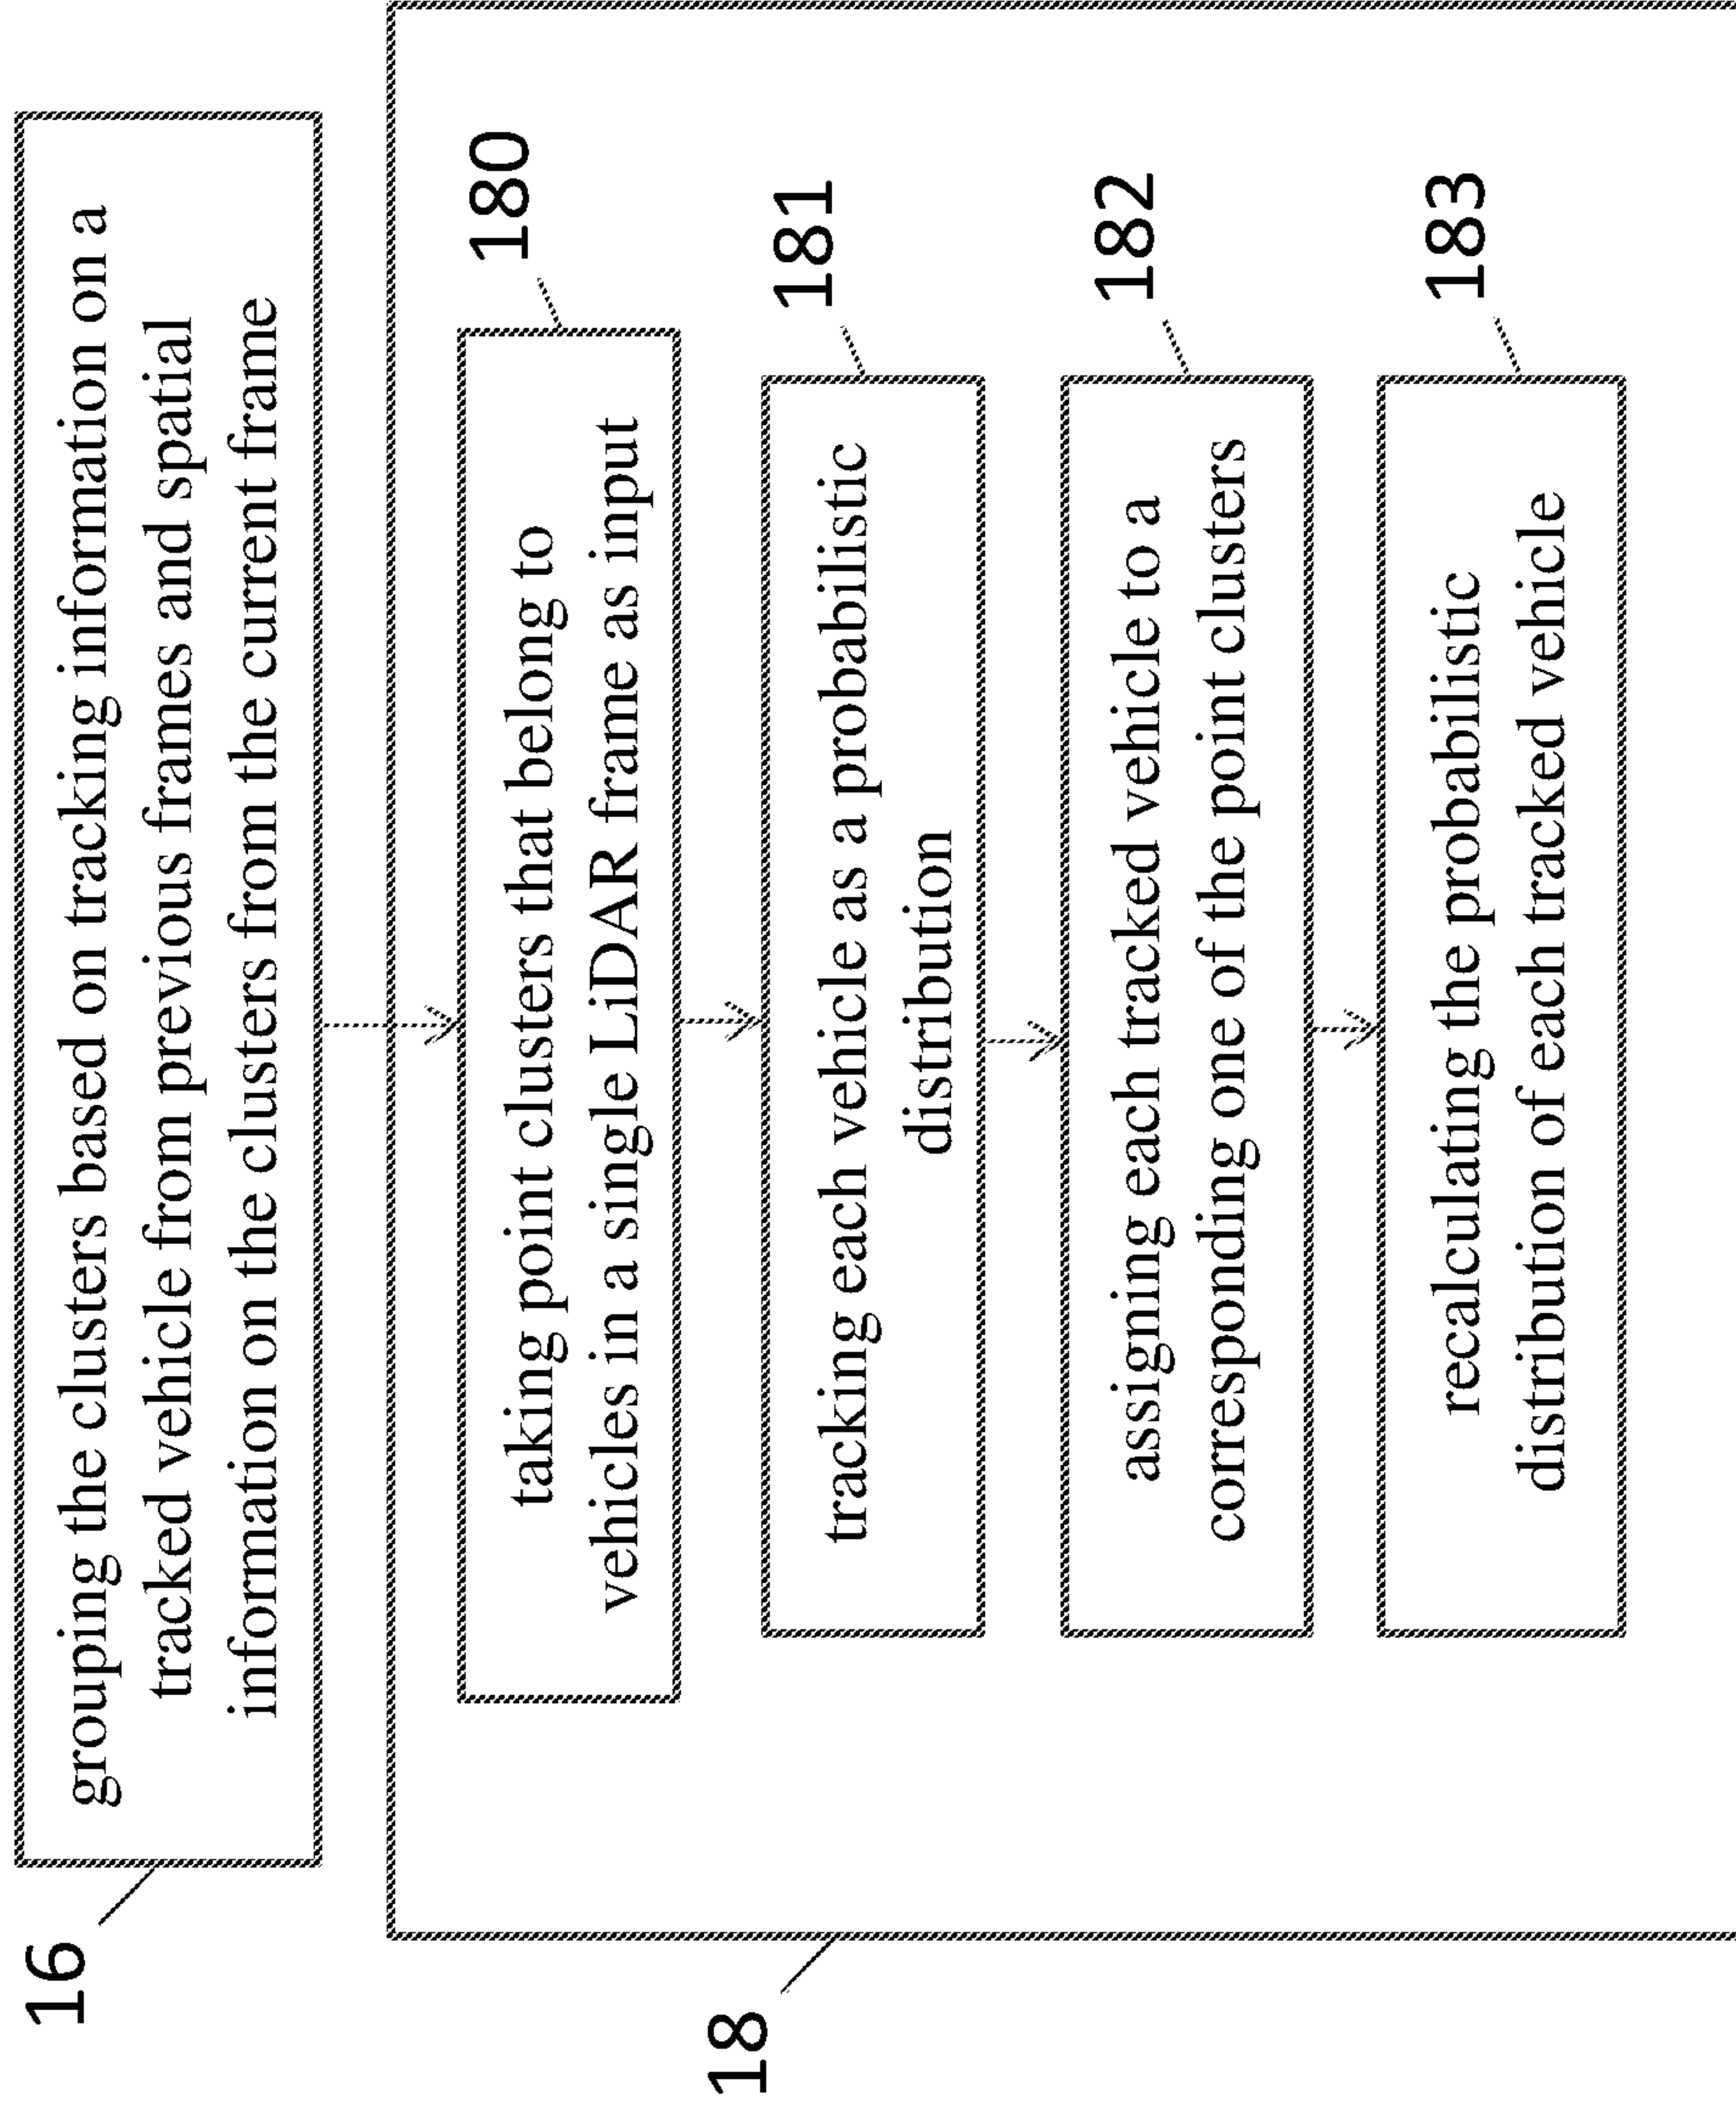 16
grouping the clusters based on tracking information on a
tracked vehicle from previous frames and spatial
information on the clusters from the current frame
18
180
taking point clusters that belong to
vehicles in a single LiDAR frame as input
181
tracking each vehicle as a probabilistic
distribution
182
assigning each tracked vehicle to a
corresponding one of the point clusters
183
recalculating the probabilistic
distribution of each tracked vehicle